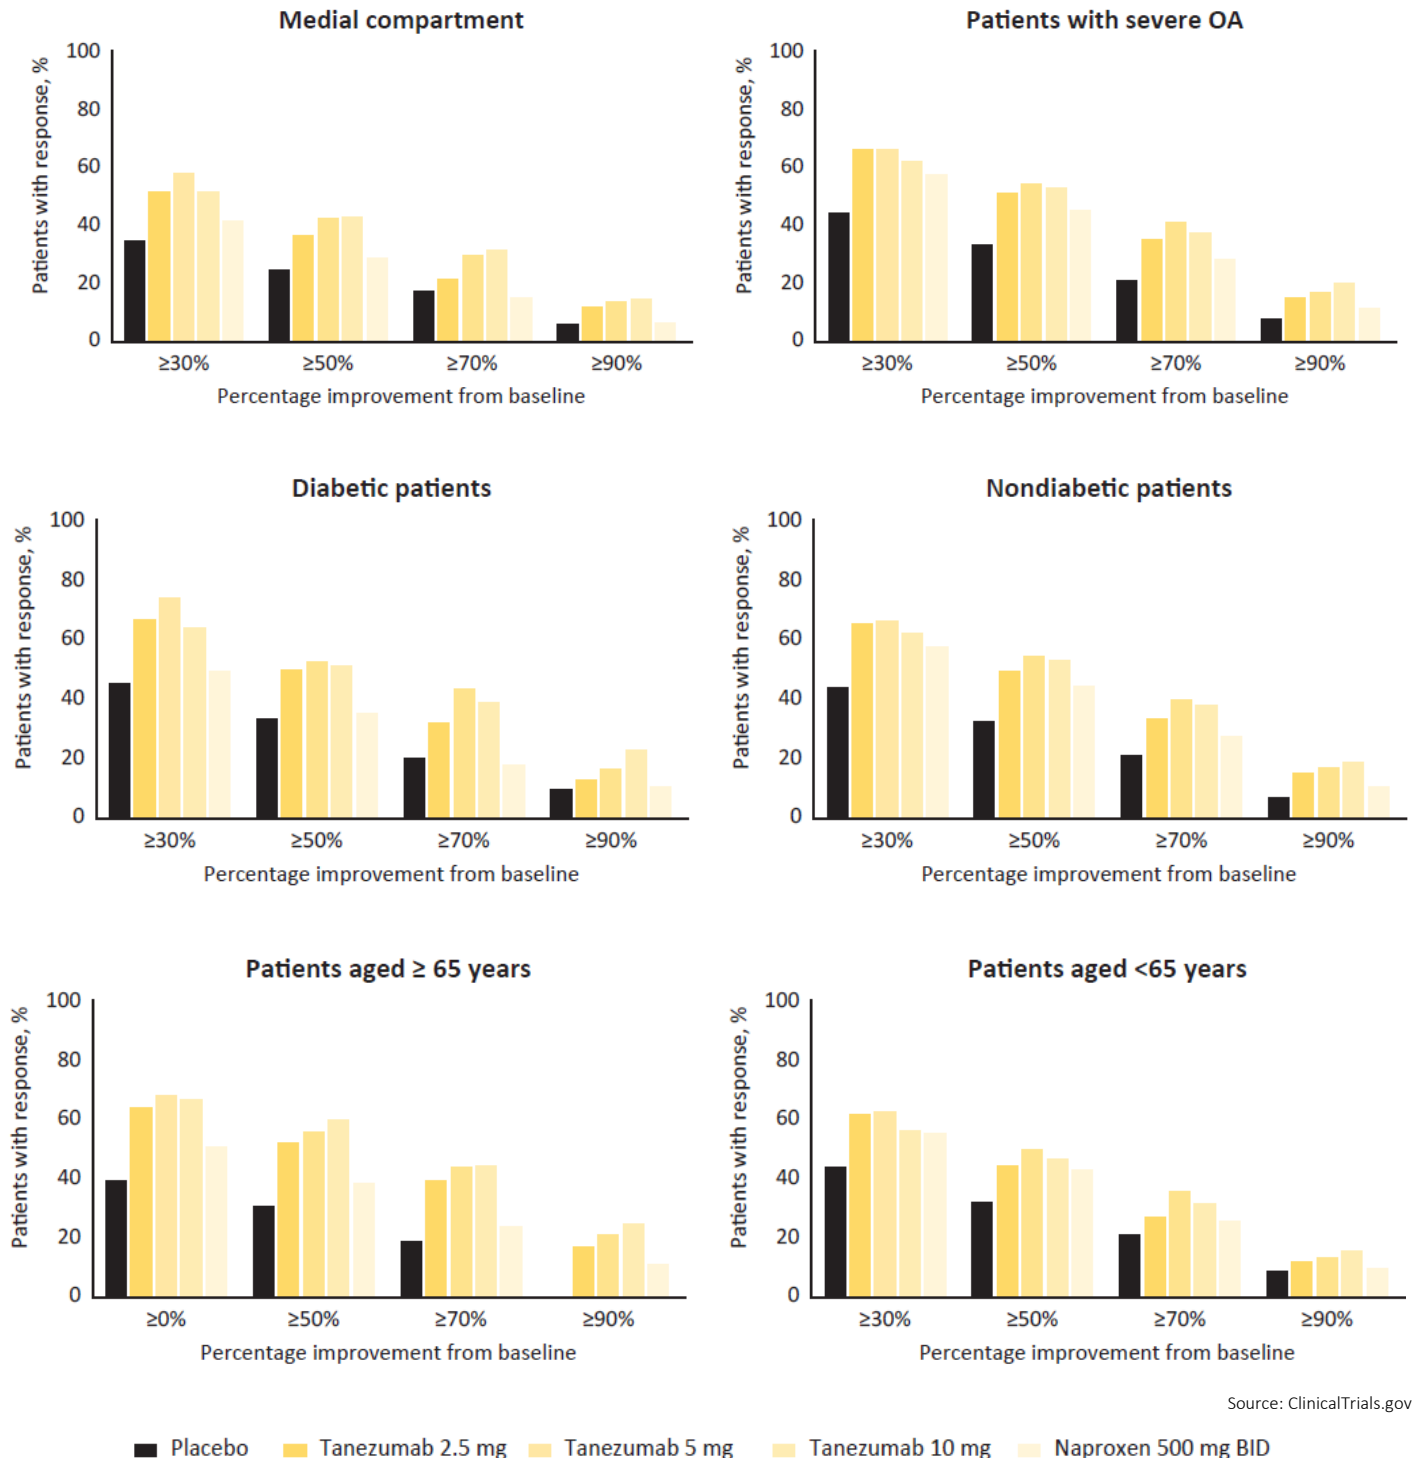 Medial compartment
Patients with response, %
100
80
60
40
20
0
≥30% ≥50% ≥70% ≥90%
Percentage improvement from baseline
Patients with severe OA
Patients with response, %
100
80
60
40
20
0
≥30% ≥50% ≥70% ≥90%
Percentage improvement from baseline
Diabetic patients
Patients with response, %
100
80
60
40
20
0
≥30% ≥50% ≥70% ≥90%
Percentage improvement from baseline
Nondiabetic patients
Patients with response, %
100
80
60
40
20
0
≥30% ≥50% ≥70% ≥90%
Percentage improvement from baseline
Patients aged ≥ 65 years
Patients with response, %
100
80
60
40
20
0
≥0% ≥50% ≥70% ≥90%
Percentage improvement from baseline
Patients aged <65 years
Patients with response, %
100
80
60
40
20
0
≥30% ≥50% ≥70% ≥90%
Percentage improvement from baseline
Source: ClinicalTrials.gov
Placebo Tanezumab 2.5 mg Tanezumab 5 mg Tanezumab 10 mg Naproxen 500 mg BID